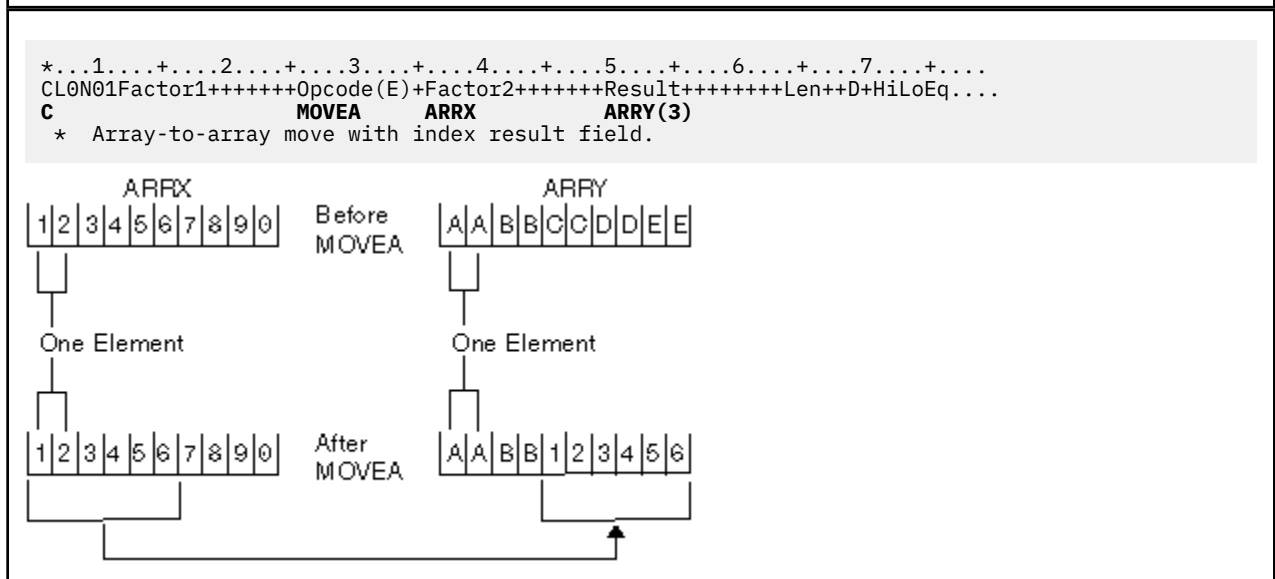 *...1....+....2....+....3....+....4....+....5....+....6....+....7....+....
CL0N01Factor1+++++++Opcode(E)+Factor2+++++++Result++++++++Len++D+HiLoEq....
C                     MOVEA     ARRX           ARRY(3)
 *  Array-to-array move with index result field.
ARRX ARRY
1 2 3 4 5 6 7 8 9 0 Before A A B B C C D D E E
MOVEA
One Element One Element
1 2 3 4 5 6 7 8 9 0 After A A B B 1 2 3 4 5 6
MOVEA